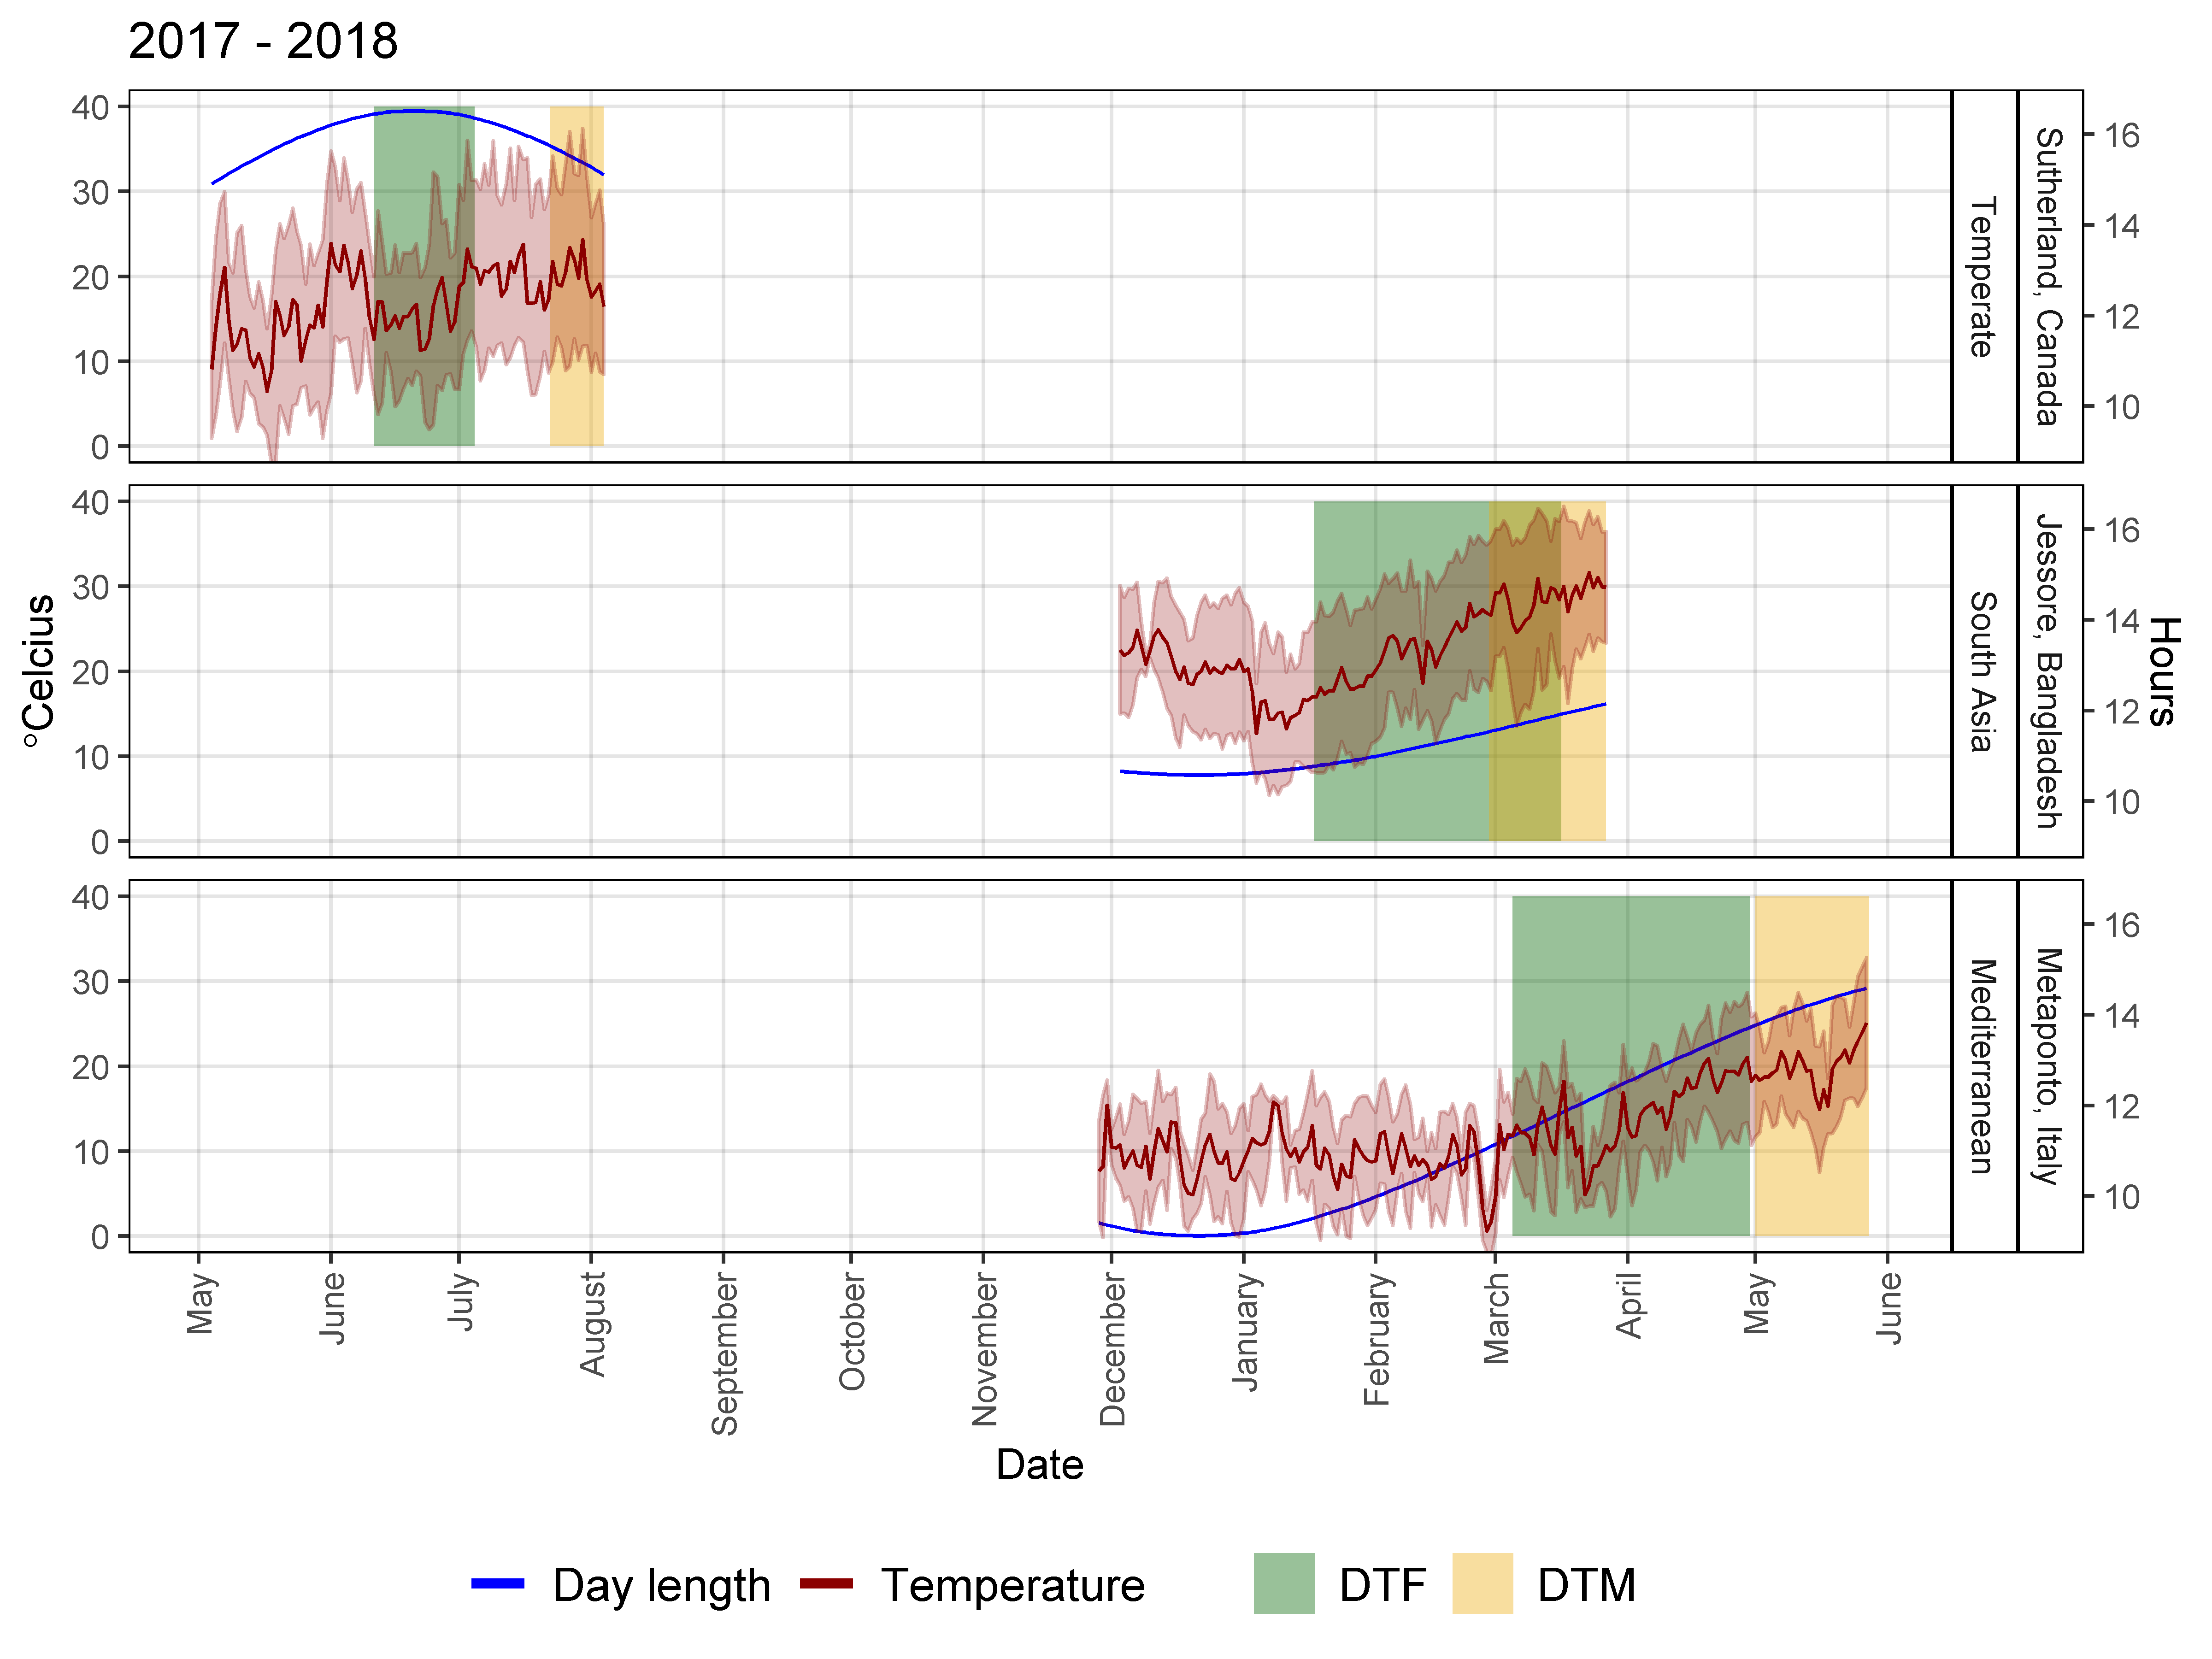 2017 - 2018
40
30
20
10
0
Temperate
Sutherland, Canada
16
14
12
10
40
30
20
10
0
South Asia
Jessore, Bangladesh
16
14
12
10
°Celcius
Hours
40
30
20
10
0
Mediterranean
Metaponto, Italy
16
14
12
10
May
June
July
August
September
October
November
December
January
February
March
April
May
June
Date
Day length
Temperature
DTF
DTM